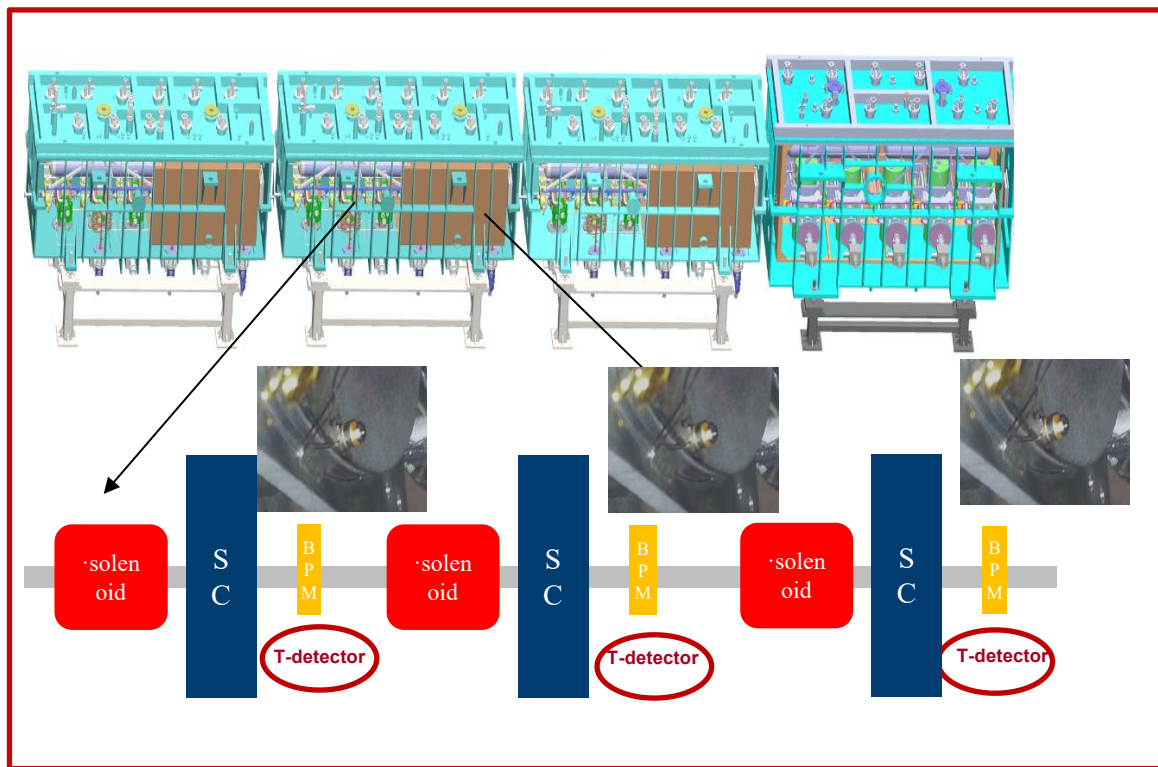 ·solen
oid
S
C
B
P
M
T-detector
·solen
oid
S
C
B
P
M
T-detector
·solen
oid
S
C
B
P
M
T-detector